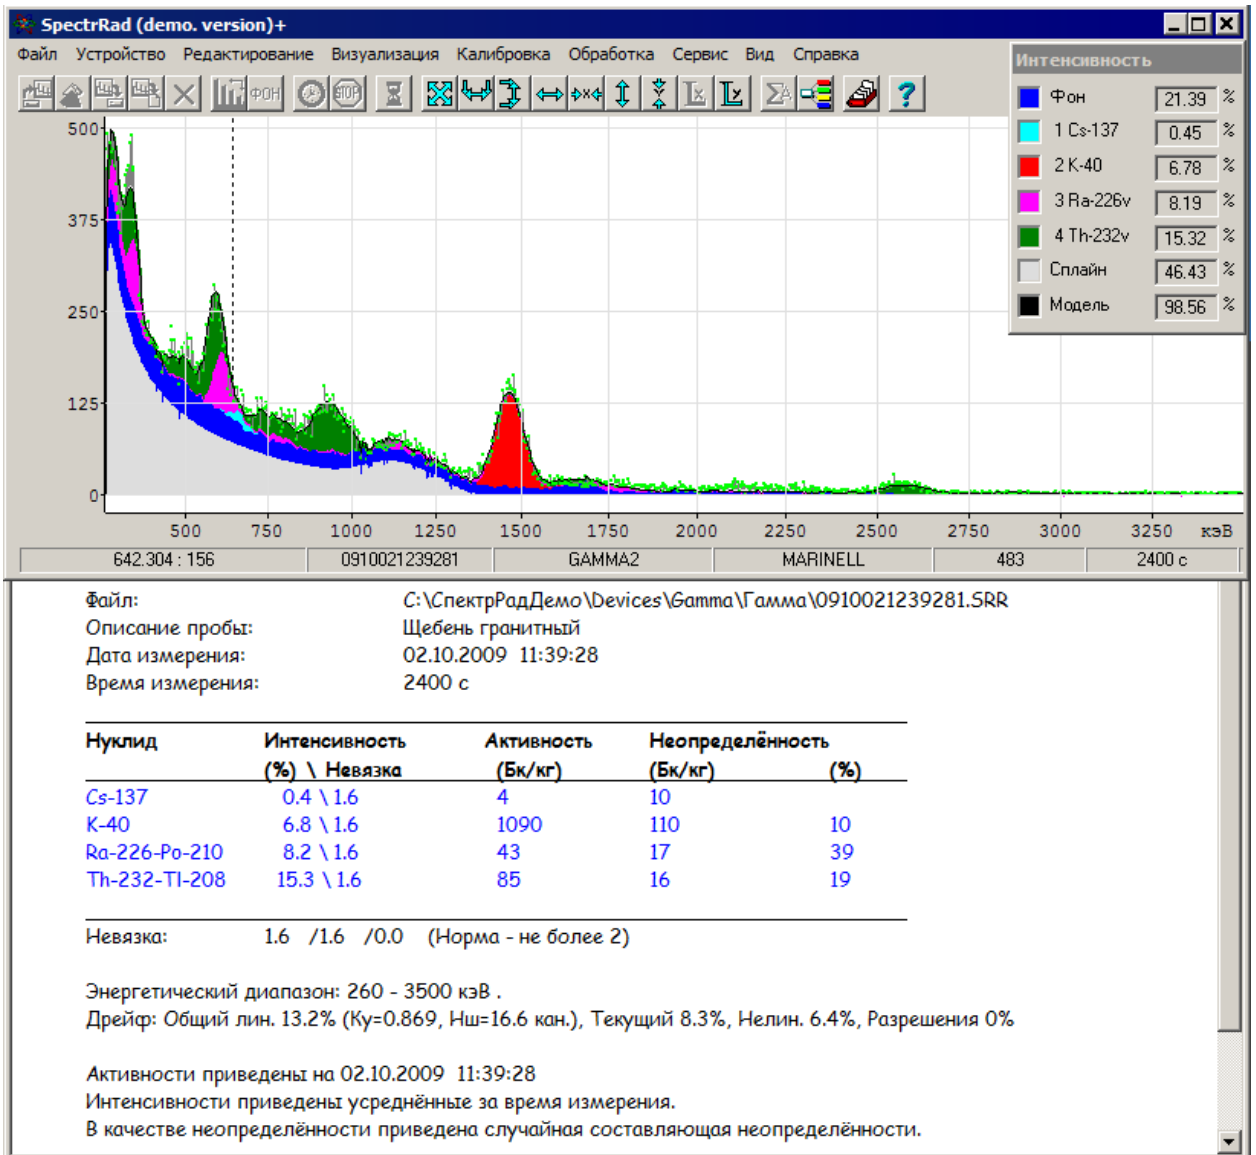 SpectrRad (demo. version)+
Файл Устройство Редактирование Визуализация Калибровка Обработка Сервис Вид Справка
ФОН STOP ?
Интенсивность
Фон 21.39 %
1 Cs-137 0.45 %
2 K-40 6.78 %
3 Ra-226v 8.19 %
4 Th-232v 15.32 %
Сплайн 46.43 %
Модель 98.56 %
500
375
250
125
0
500 750 1000 1250 1500 1750 2000 2250 2500 2750 3000 3250 кэВ
642.304 : 156 0910021239281 GAMMA2 MARINELL 483 2400 с
Файл: C:\СпектрРадДемо\Devices\Gamma\Гамма\0910021239281.SRR
Описание пробы: Щебень гранитный
Дата измерения: 02.10.2009 11:39:28
Время измерения: 2400 с
Нуклид Интенсивность Активность Неопределённость
(%) \ Невязка (Бк/кг) (Бк/кг) (%)
Cs-137 0.4 \ 1.6 4 10
K-40 6.8 \ 1.6 1090 110 10
Ra-226-Po-210 8.2 \ 1.6 43 17 39
Th-232-Tl-208 15.3 \ 1.6 85 16 19
Невязка: 1.6 /1.6 /0.0 (Норма - не более 2)
Энергетический диапазон: 260 - 3500 кэВ .
Дрейф: Общий лин. 13.2% (Ку=0.869, Нш=16.6 кан.), Текущий 8.3%, Нелин. 6.4%, Разрешения 0%
Активности приведены на 02.10.2009 11:39:28
Интенсивности приведены усреднённые за время измерения.
В качестве неопределённости приведена случайная составляющая неопределённости.